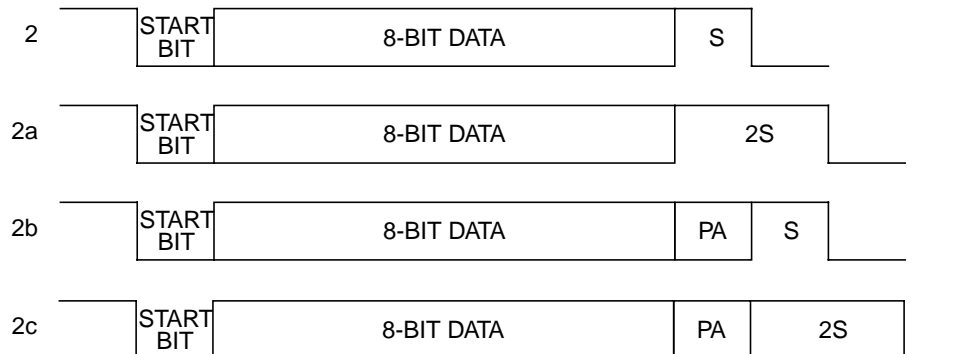 2 START BIT 8-BIT DATA S
2a START BIT 8-BIT DATA 2S
2b START BIT 8-BIT DATA PA S
2c START BIT 8-BIT DATA PA 2S